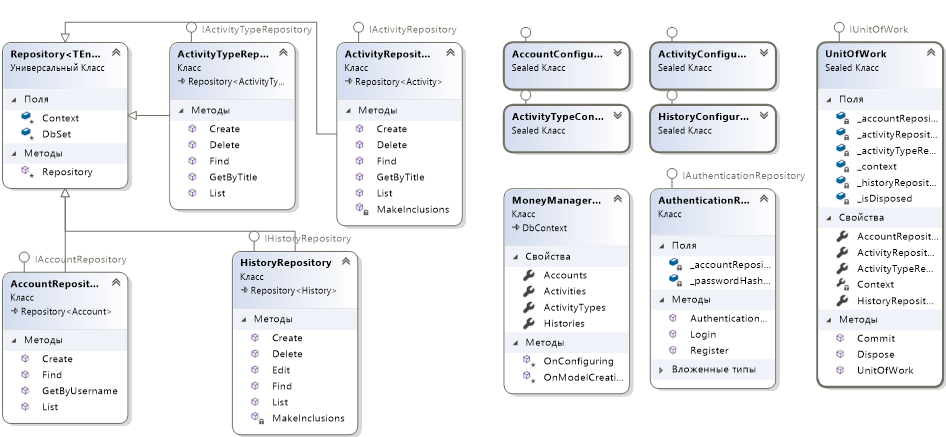 IActivityTypeRepository
IActivityRepository
IUnitOfWork
Repository<TEn...
Универсальный Класс
Поля
Context
DbSet
Методы
Repository
ActivityTypeRep...
Класс
Repository<ActivityTy...
Методы
Create
Delete
Find
GetByTitle
List
ActivityReposit...
Класс
Repository<Activity>
Методы
Create
Delete
Find
GetByTitle
List
MakeInclusions
AccountConfigu...
Sealed Класс
ActivityConfigu...
Sealed Класс
ActivityTypeCon...
Sealed Класс
HistoryConfigur...
Sealed Класс
UnitOfWork
Sealed Класс
Поля
_accountReposi...
_activityReposit...
_activityTypeRe...
_context
_historyReposit...
_isDisposed
Свойства
AccountReposit...
ActivityReposit...
ActivityTypeRe...
Context
HistoryReposit...
Методы
Commit
Dispose
UnitOfWork
IAccountRepository
AccountReposit...
Класс
Repository<Account>
Методы
Create
Find
GetByUsername
List
IHistoryRepository
HistoryRepository
Класс
Repository<History>
Методы
Create
Delete
Edit
Find
List
MakeInclusions
MoneyManager...
Класс
DbContext
Свойства
Accounts
Activities
ActivityTypes
Histories
Методы
OnConfiguring
OnModelCreati...
IAuthenticationRepository
AuthenticationR...
Класс
Поля
_accountReposi...
_passwordHash...
Методы
Authentication...
Login
Register
Вложенные типы